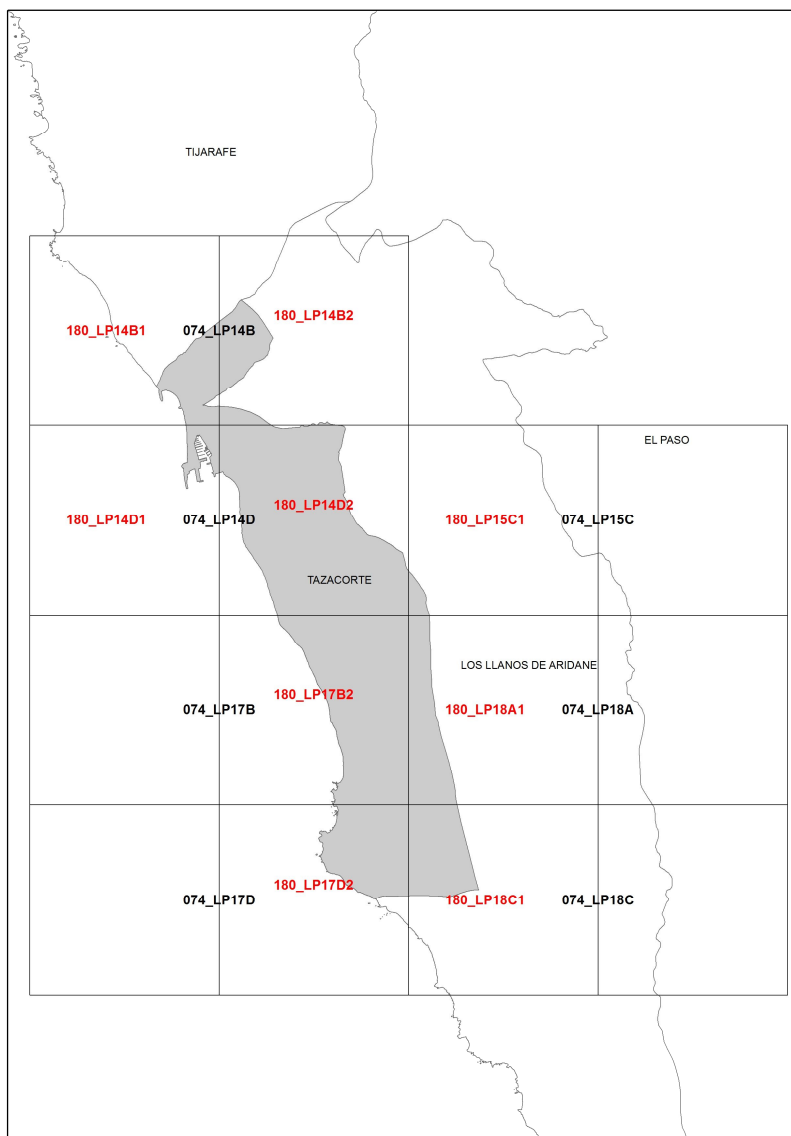 TIJARAFE
180_LP14B1
074_LP14B
180_LP14B2
EL PASO
180_LP14D1
074_LP14D
180_LP14D2
180_LP15C1
074_LP15C
TAZACORTE
LOS LLANOS DE ARIDANE
074_LP17B
180_LP17B2
180_LP18A1
074_LP18A
074_LP17D
180_LP17D2
180_LP18C1
074_LP18C